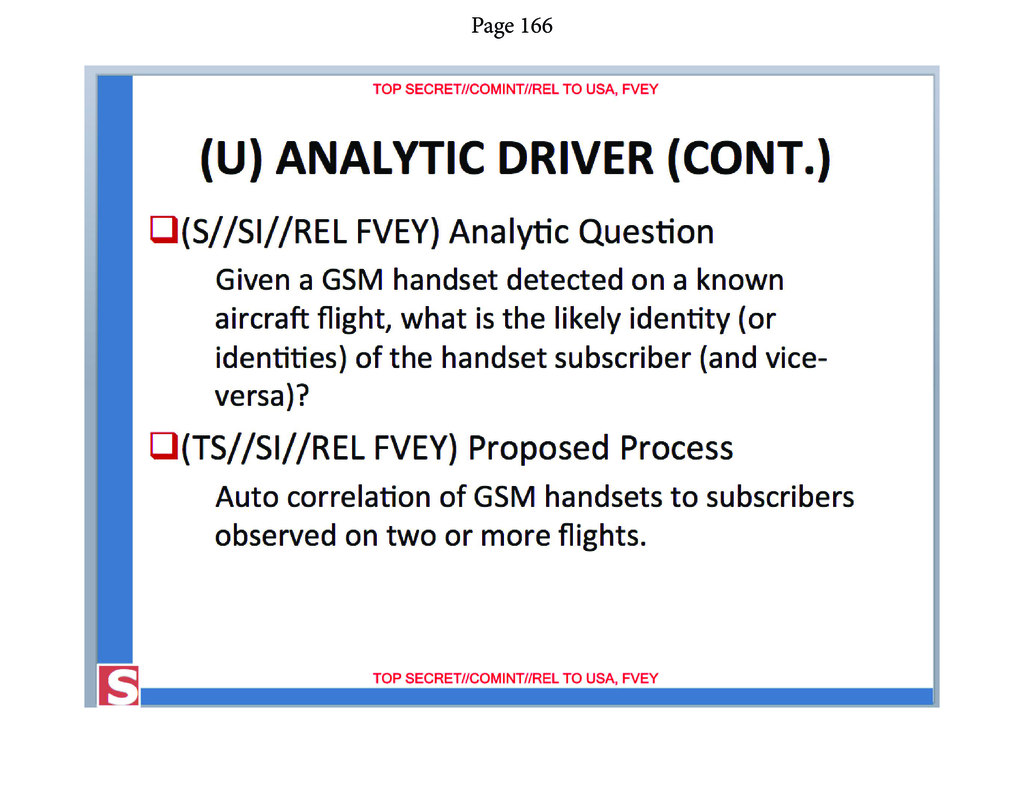 Page 166
TOP SECRET//COMINT//REL TO USA, FVEY
(U) ANALYTIC DRIVER (CONT.)
(S//SI//REL FVEY) Analytic Question
Given a GSM handset detected on a known
aircraft flight, what is the likely identity (or
identities) of the handset subscriber (and vice-
versa)?
(TS//SI//REL FVEY) Proposed Process
Auto correlation of GSM handsets to subscribers
observed on two or more flights.
TOP SECRET//COMINT//REL TO USA, FVEY
S